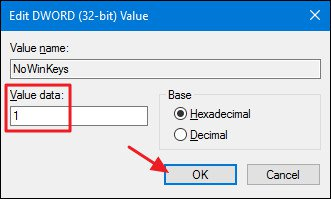 Edit DWORD (32-bit) Value
Value name:
NoWinKeys
Value data:
1
Base
Hexadecimal
Decimal
OK
Cancel